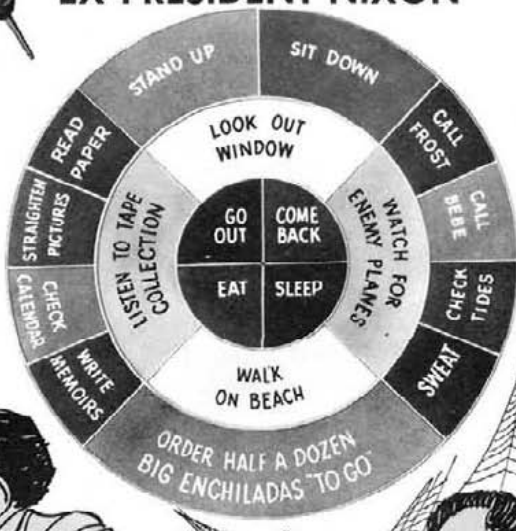 EX-PRESIDENT NIXON
STAND UP
SIT DOWN
CALL
FROST
CALL
BEBE
CHECK
TIDES
SWEAT
ORDER HALF A DOZEN
BIG ENCHILADAS "TO GO"
WRITE
MEMOIRS
CHECK
CALENDAR
STRAIGHTEN
PICTURES
READ
PAPER
LOOK OUT
WINDOW
WATCH FOR
ENEMY PLANES
WALK
ON BEACH
LISTEN TO TAPE
COLLECTION
GO
OUT
COME
BACK
EAT
SLEEP